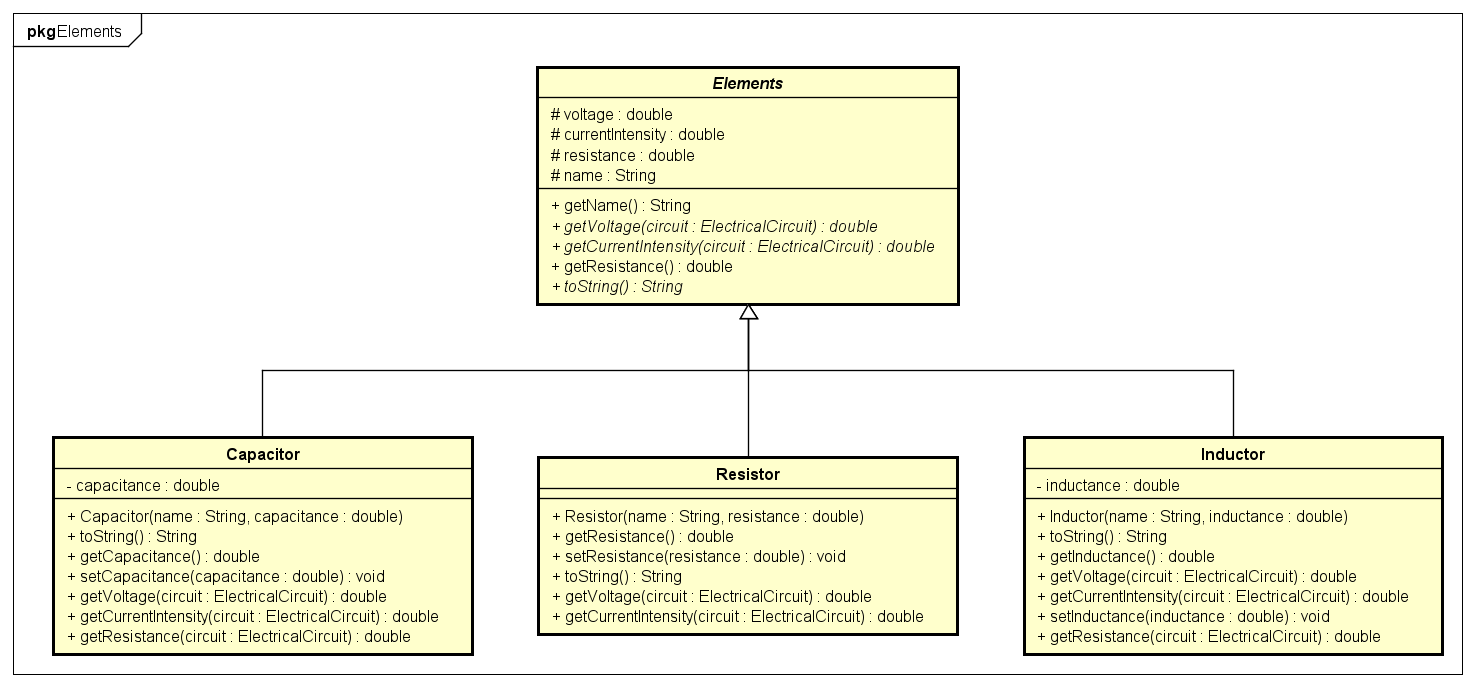 pkgElements
Elements
# voltage : double
# currentIntensity : double
# resistance : double
# name : String
+ getName() : String
+ getVoltage(circuit : ElectricalCircuit) : double
+ getCurrentIntensity(circuit : ElectricalCircuit) : double
+ getResistance() : double
+ toString() : String
Capacitor
- capacitance : double
+ Capacitor(name : String, capacitance : double)
+ toString() : String
+ getCapacitance() : double
+ setCapacitance(capacitance : double) : void
+ getVoltage(circuit : ElectricalCircuit) : double
+ getCurrentIntensity(circuit : ElectricalCircuit) : double
+ getResistance(circuit : ElectricalCircuit) : double
Resistor
+ Resistor(name : String, resistance : double)
+ getResistance() : double
+ setResistance(resistance : double) : void
+ toString() : String
+ getVoltage(circuit : ElectricalCircuit) : double
+ getCurrentIntensity(circuit : ElectricalCircuit) : double
Inductor
- inductance : double
+ Inductor(name : String, inductance : double)
+ toString() : String
+ getInductance() : double
+ getVoltage(circuit : ElectricalCircuit) : double
+ getCurrentIntensity(circuit : ElectricalCircuit) : double
+ setInductance(inductance : double) : void
+ getResistance(circuit : ElectricalCircuit) : double